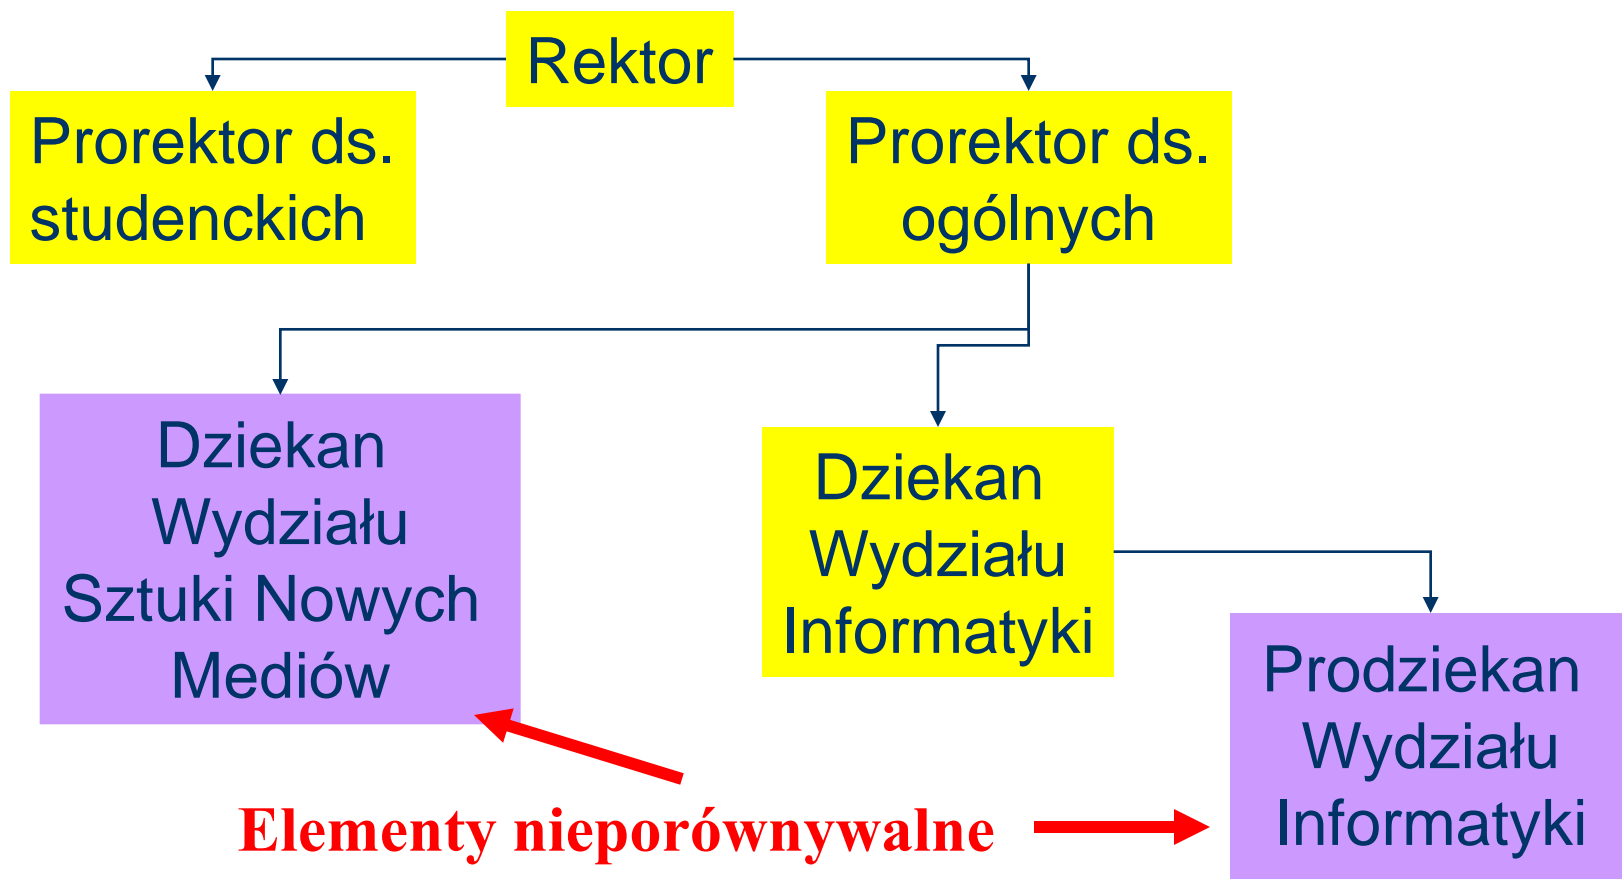 Rektor
Prorektor ds.
studenckich
Prorektor ds.
ogólnych
Dziekan
Wydziału
Sztuki Nowych
Mediów
Dziekan
Wydziału
Informatyki
Prodziekan
Wydziału
Informatyki
Elementy nieporównywalne